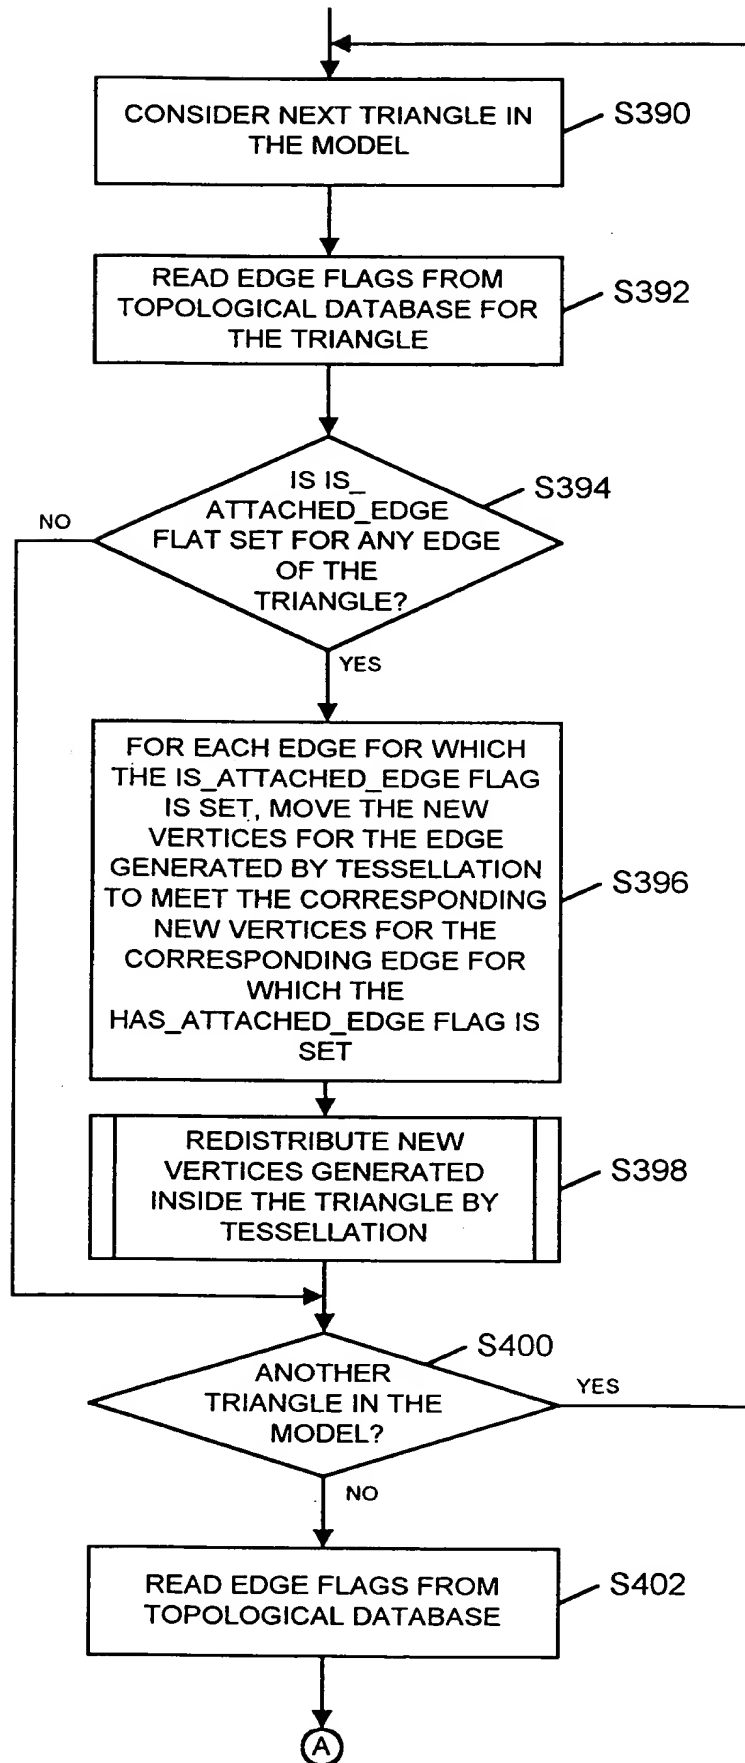 CONSIDER NEXT TRIANGLE IN
THE MODEL
S390
READ EDGE FLAGS FROM
TOPOLOGICAL DATABASE FOR
THE TRIANGLE
S392
IS IS_
ATTACHED_EDGE
FLAT SET FOR ANY EDGE
OF THE
TRIANGLE?
S394
NO
YES
FOR EACH EDGE FOR WHICH
THE IS_ATTACHED_EDGE FLAG
IS SET, MOVE THE NEW
VERTICES FOR THE EDGE
GENERATED BY TESSELLATION
TO MEET THE CORRESPONDING
NEW VERTICES FOR THE
CORRESPONDING EDGE FOR
WHICH THE
HAS_ATTACHED_EDGE FLAG IS
SET
S396
REDISTRIBUTE NEW
VERTICES GENERATED
INSIDE THE TRIANGLE BY
TESSELLATION
S398
ANOTHER
TRIANGLE IN THE
MODEL?
S400
YES
NO
READ EDGE FLAGS FROM
TOPOLOGICAL DATABASE
S402
A